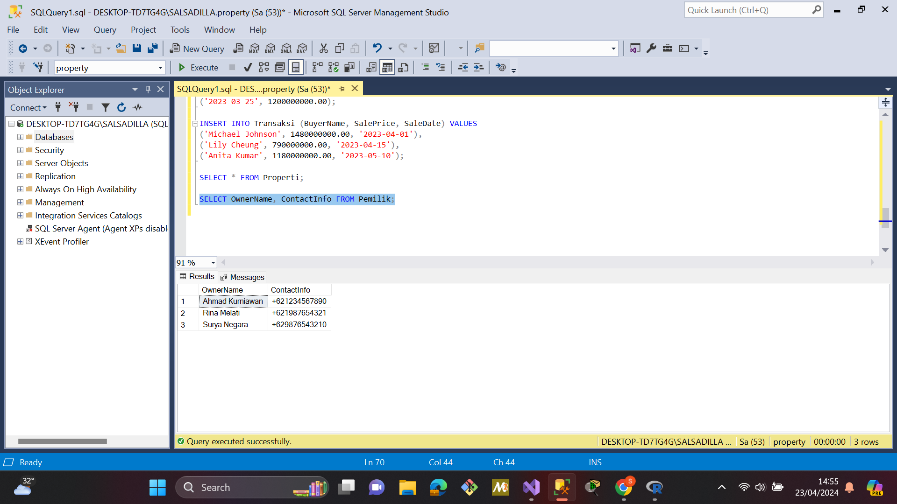 SQLQuery1.sql - DESKTOP-TD7TG4G\SALSADILLA.property (Sa (53))* - Microsoft SQL Server Management Studio
Quick Launch (Ctrl+Q)
File Edit View Query Project Tools Window Help
New Query
MDX DMX XMLA DAX
property
Execute
Object Explorer
SQLQuery1.sql - DES....property (Sa (53))*
Connect
DESKTOP-TD7TG4G\SALSADILLA (SQL
Databases
Security
Server Objects
Replication
Always On High Availability
Management
Integration Services Catalogs
SQL Server Agent (Agent XPs disabl
XEvent Profiler
('2023-03-25', 1200000000.00);
INSERT INTO Transaksi (BuyerName, SalePrice, SaleDate) VALUES
('Michael Johnson', 1480000000.00, '2023-04-01'),
('Lily Cheung', 790000000.00, '2023-04-15'),
('Anita Kumar', 1180000000.00, '2023-05-10');
SELECT * FROM Properti;
SELECT OwnerName, ContactInfo FROM Pemilik;
91 %
Results Messages
OwnerName ContactInfo
1 Ahmad Kurniawan +621234567890
2 Rina Melati +621987654321
3 Surya Negara +629876543210
Query executed successfully.
DESKTOP-TD7TG4G\SALSADILLA ... Sa (53) property 00:00:00 3 rows
Ready Ln 70 Col 44 Ch 44 INS
32°
Search
14:55
23/04/2024